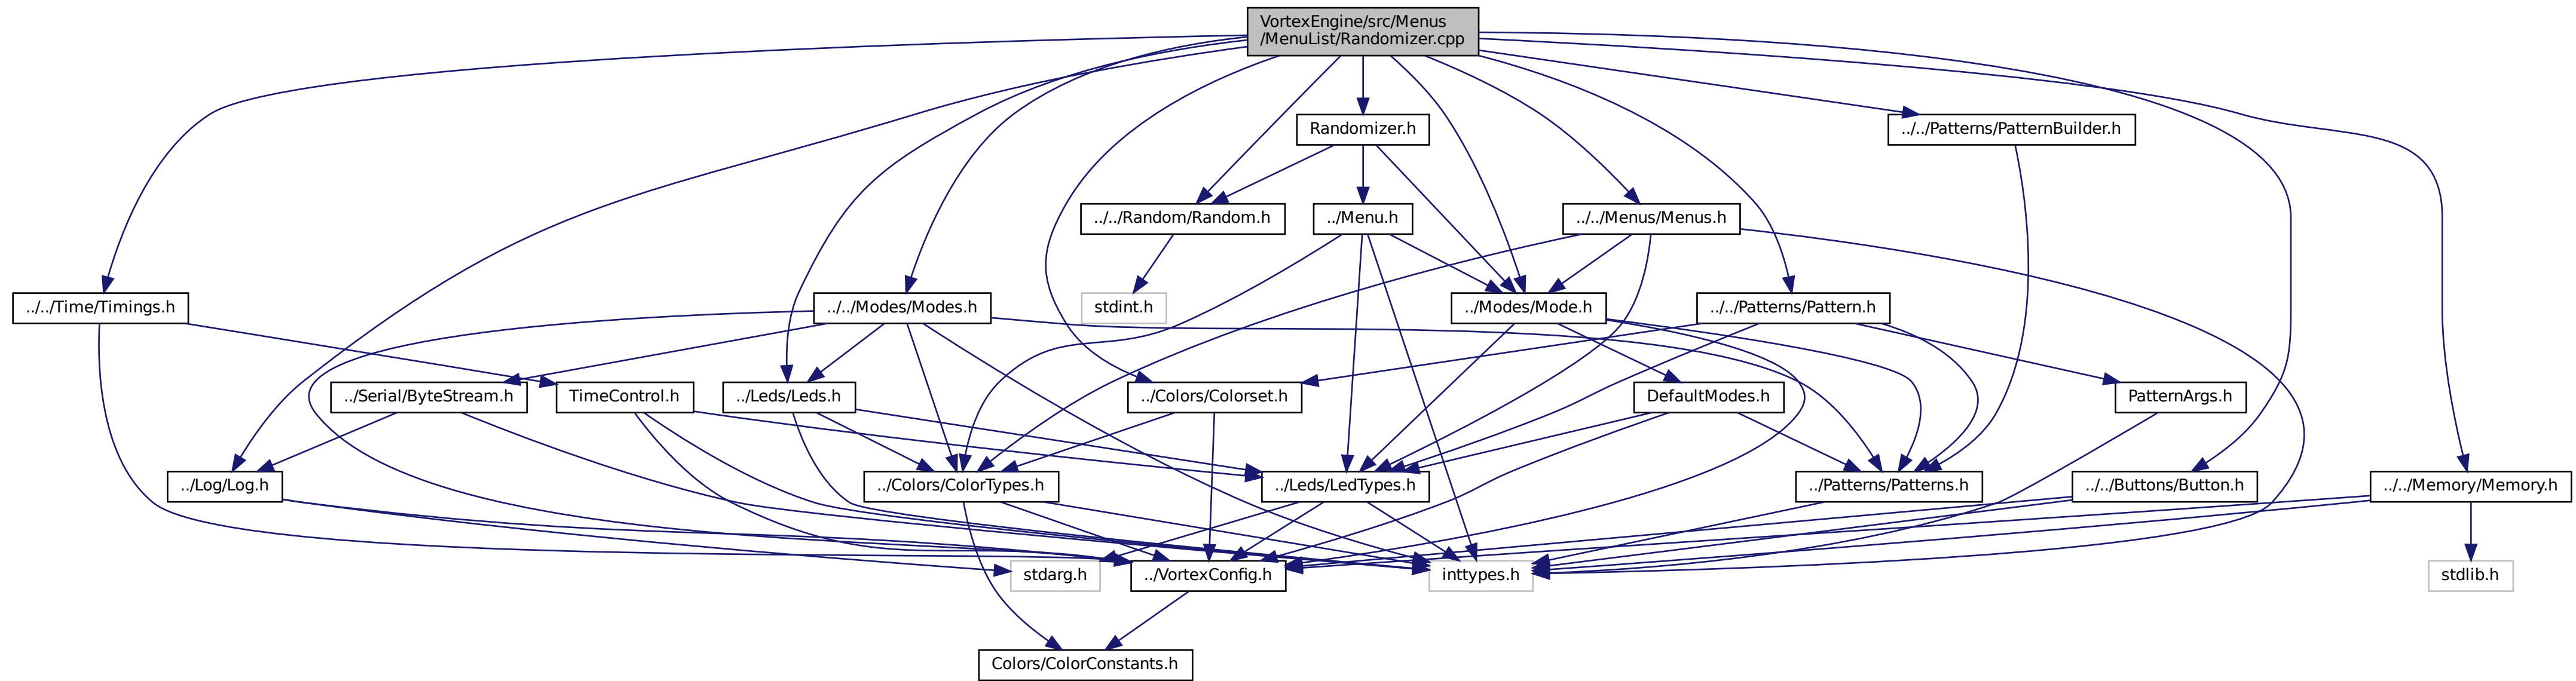 VortexEngine/src/Menus
/MenuList/Randomizer.cpp
Randomizer.h
../../Patterns/PatternBuilder.h
../../Random/Random.h
../Menu.h
../../Menus/Menus.h
../../Time/Timings.h
../../Modes/Modes.h
stdint.h
../Modes/Mode.h
../../Patterns/Pattern.h
../Serial/ByteStream.h
TimeControl.h
../Leds/Leds.h
../Colors/Colorset.h
DefaultModes.h
PatternArgs.h
../Log/Log.h
../Colors/ColorTypes.h
../Leds/LedTypes.h
../Patterns/Patterns.h
../../Buttons/Button.h
../../Memory/Memory.h
stdarg.h
../VortexConfig.h
inttypes.h
stdlib.h
Colors/ColorConstants.h